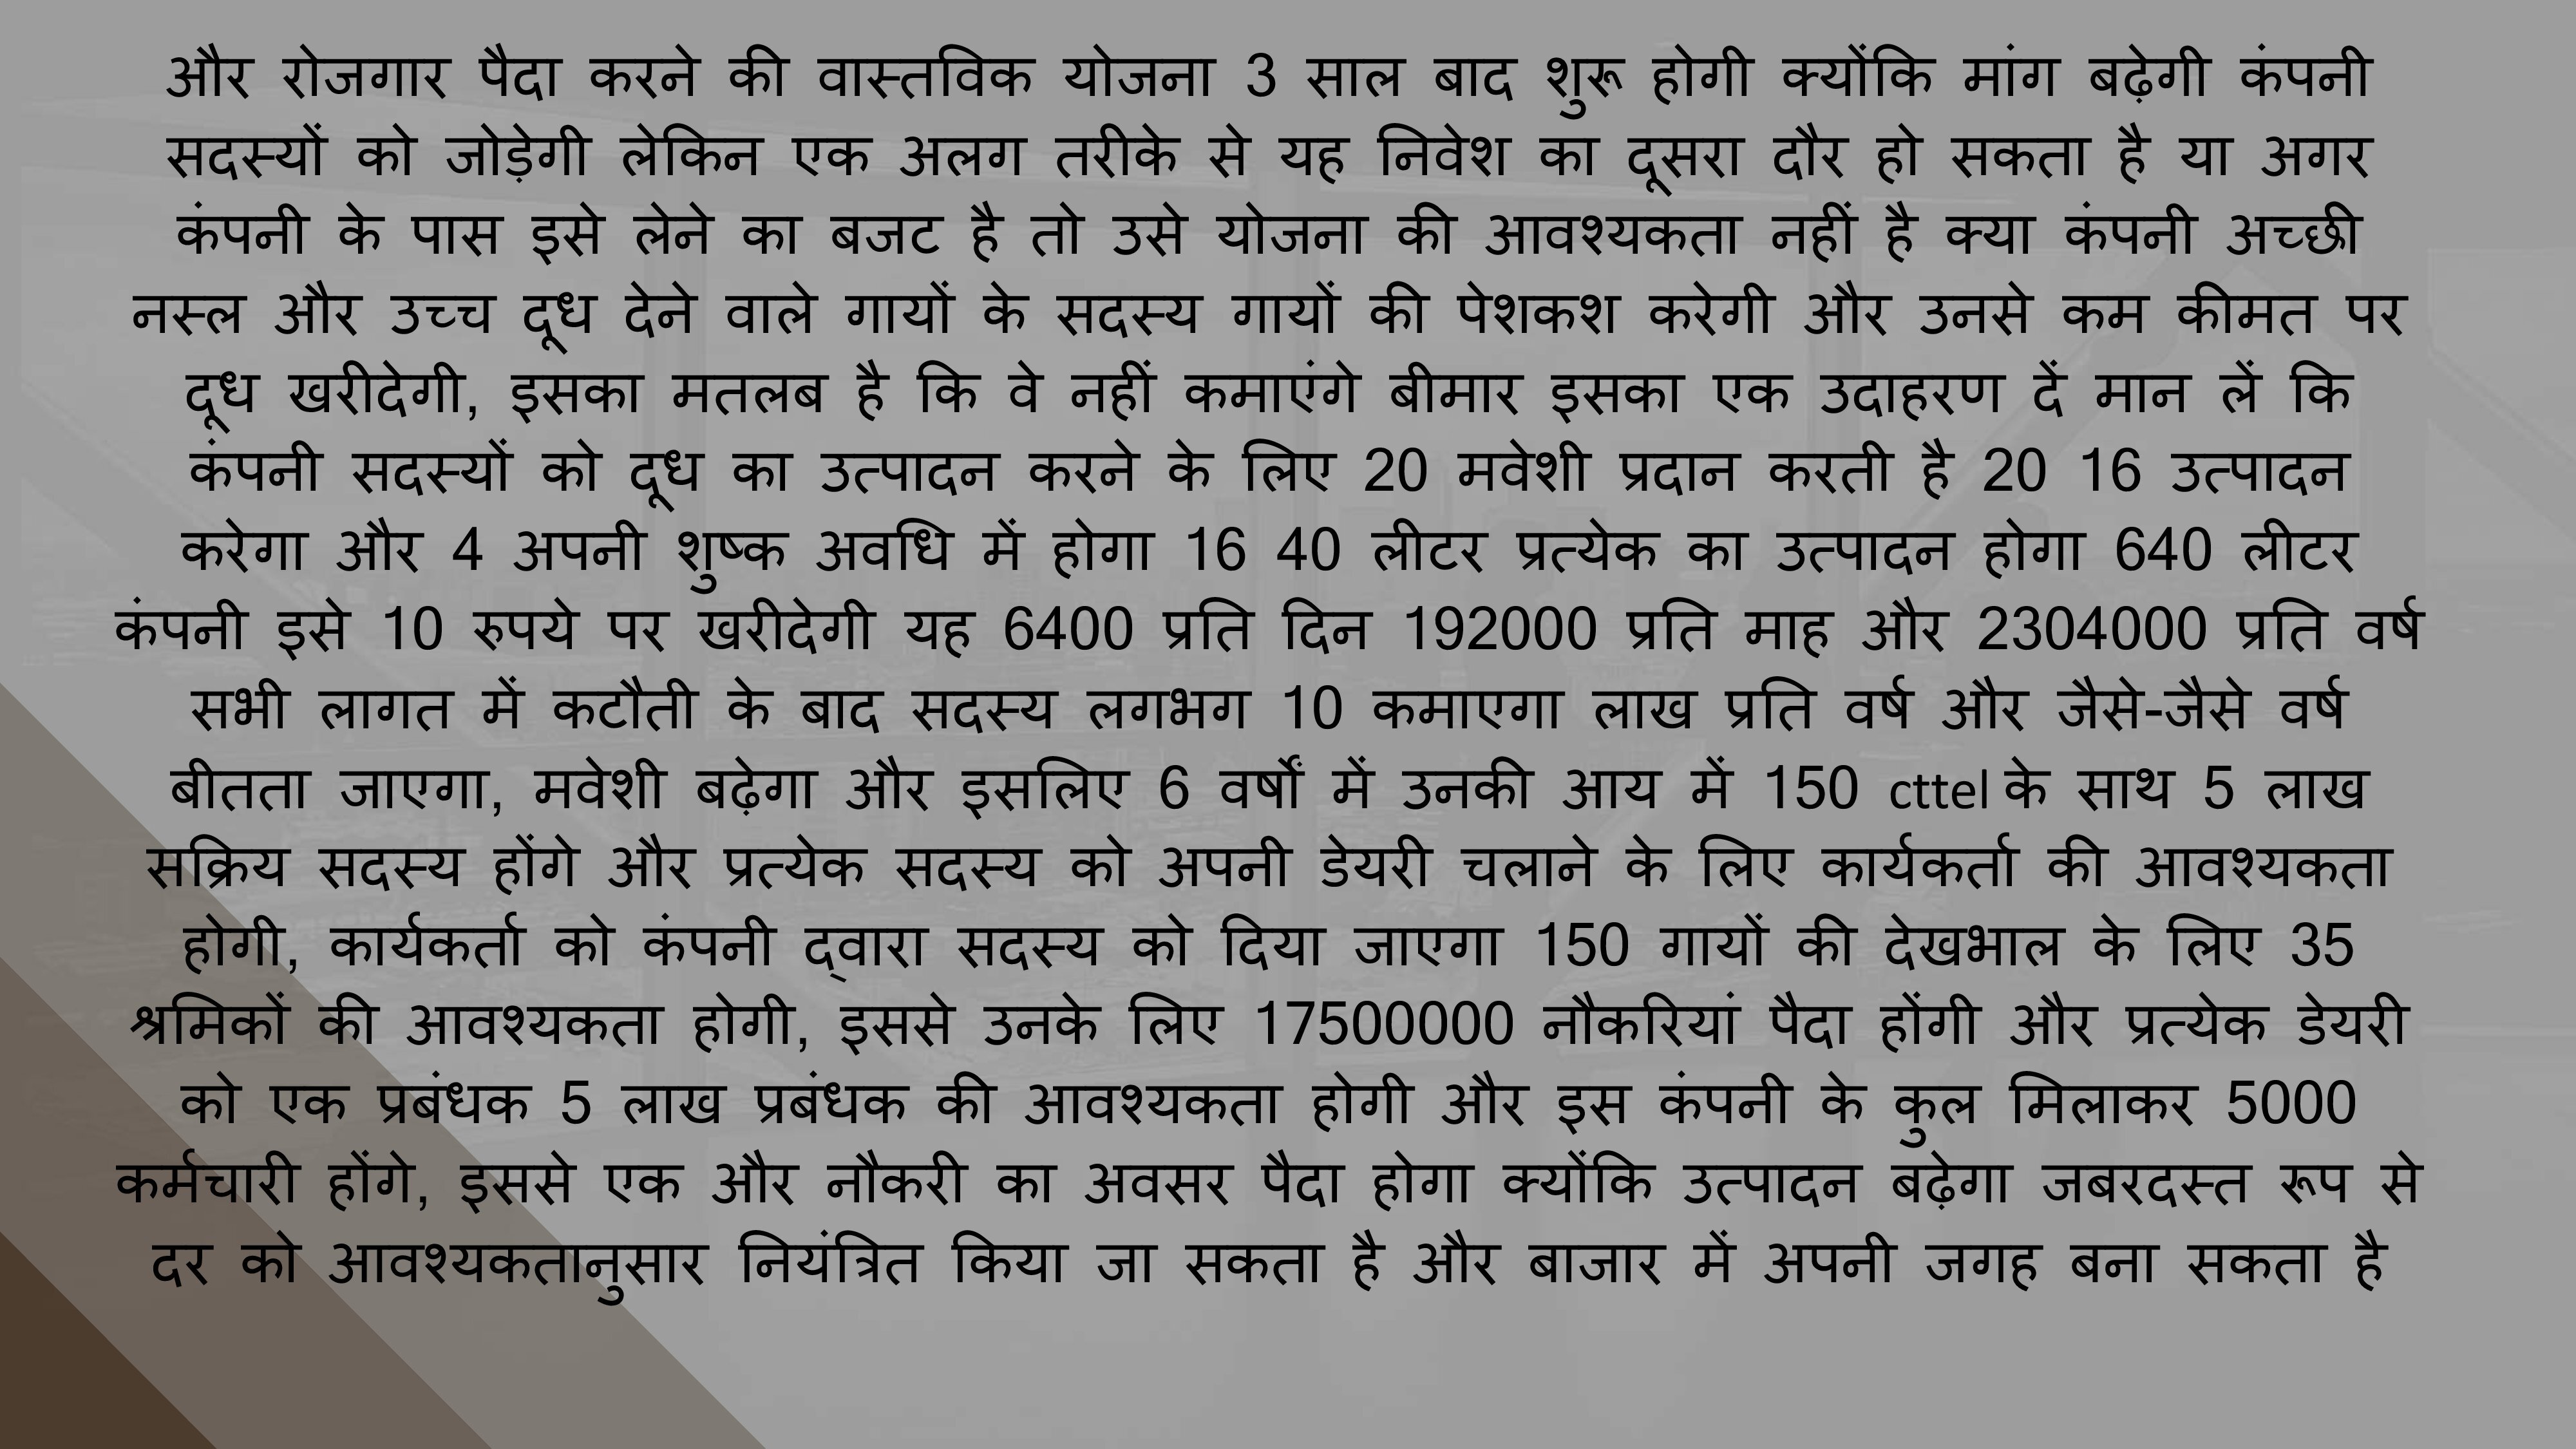 और रोजगार पैदा करने की वास्तविक योजना 3 साल बाद शुरू होगी क्योंकि मांग बढ़ेगी कंपनी
सदस्यों को जोड़ेगी लेकिन एक अलग तरीके से यह निवेश का दूसरा दौर हो सकता है या अगर
कंपनी के पास इसे लेने का बजट है तो उसे योजना की आवश्यकता नहीं है क्या कंपनी अच्छी
नस्ल और उच्च दूध देने वाले गायों के सदस्य गायों की पेशकश करेगी और उनसे कम कीमत पर
दूध खरीदेगी, इसका मतलब है कि वे नहीं कमाएंगे बीमार इसका एक उदाहरण दें मान लें कि
कंपनी सदस्यों को दूध का उत्पादन करने के लिए 20 मवेशी प्रदान करती है 20 16 उत्पादन
करेगा और 4 अपनी शुष्क अवधि में होगा 16 40 लीटर प्रत्येक का उत्पादन होगा 640 लीटर
कंपनी इसे 10 रुपये पर खरीदेगी यह 6400 प्रति दिन 192000 प्रति माह और 2304000 प्रति वर्ष
सभी लागत में कटौती के बाद सदस्य लगभग 10 कमाएगा लाख प्रति वर्ष और जैसे-जैसे वर्ष
बीतता जाएगा, मवेशी बढ़ेगा और इसलिए 6 वर्षों में उनकी आय में 150 cttel के साथ 5 लाख
सक्रिय सदस्य होंगे और प्रत्येक सदस्य को अपनी डेयरी चलाने के लिए कार्यकर्ता की आवश्यकता
होगी, कार्यकर्ता को कंपनी द्वारा सदस्य को दिया जाएगा 150 गायों की देखभाल के लिए 35
श्रमिकों की आवश्यकता होगी, इससे उनके लिए 17500000 नौकरियां पैदा होंगी और प्रत्येक डेयरी
को एक प्रबंधक 5 लाख प्रबंधक की आवश्यकता होगी और इस कंपनी के कुल मिलाकर 5000
कर्मचारी होंगे, इससे एक और नौकरी का अवसर पैदा होगा क्योंकि उत्पादन बढ़ेगा जबरदस्त रूप से
दर को आवश्यकतानुसार नियंत्रित किया जा सकता है और बाजार में अपनी जगह बना सकता है